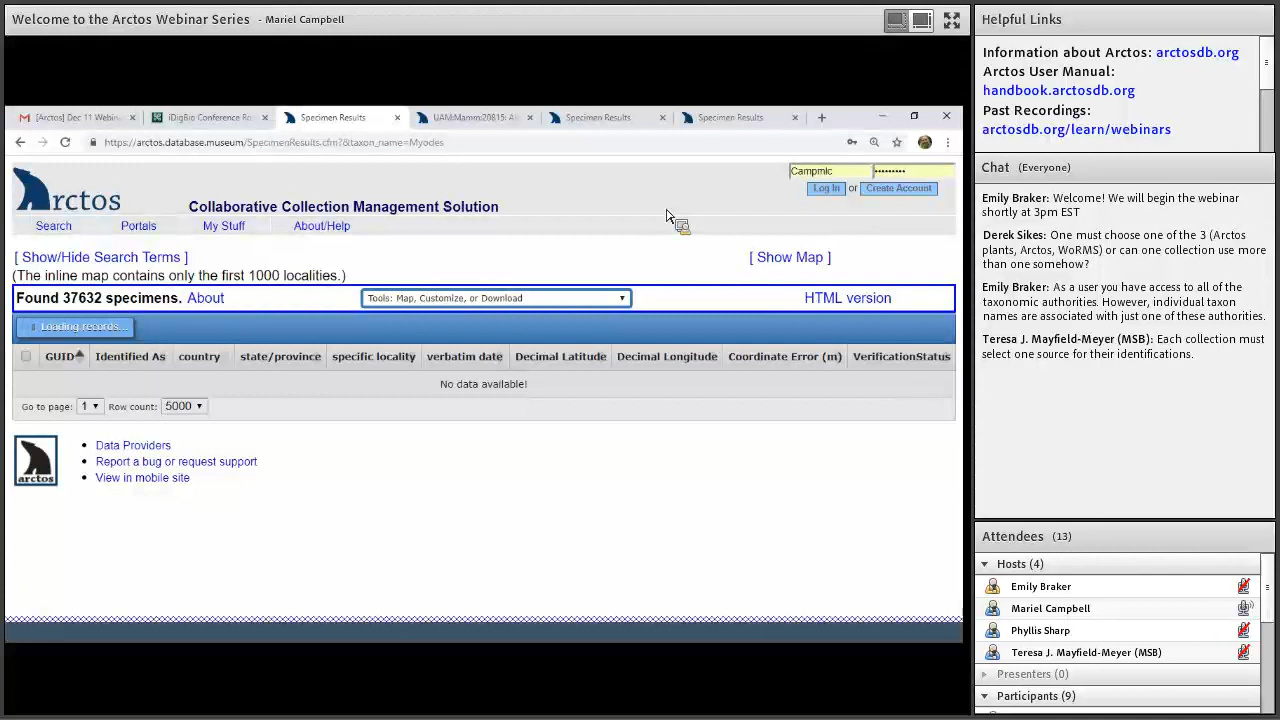 Welcome to the Arctos Webinar Series - Mariel Campbell
[Arctos] Dec 11 Webin
iDigBio Conference Ro
Specimen Results
UAM:Mamm:20815: A
Specimen Results
Specimen Results
https://arctos.database.museum/SpecimenResults.cfm?&taxon_name=Myodes
Campmlc
•••••••••
Log In or Create Account
Arctos
Collaborative Collection Management Solution
Search Portals My Stuff About/Help
[ Show/Hide Search Terms ] [ Show Map ]
(The inline map contains only the first 1000 localities.)
Found 37632 specimens. About Tools: Map, Customize, or Download HTML version
Loading records...
GUID Identified As country state/province specific locality verbatim date Decimal Latitude Decimal Longitude Coordinate Error (m) VerificationStatus
No data available!
Go to page: 1 Row count: 5000
arctos
Data Providers
Report a bug or request support
View in mobile site
Helpful Links
Information about Arctos: arctosdb.org
Arctos User Manual:
handbook.arctosdb.org
Past Recordings:
arctosdb.org/learn/webinars
Chat (Everyone)
Emily Braker: Welcome! We will begin the webinar
shortly at 3pm EST
Derek Sikes: One must choose one of the 3 (Arctos
plants, Arctos, WoRMS) or can one collection use more
than one somehow?
Emily Braker: As a user you have access to all of the
taxonomic authorities. However, individual taxon
names are associated with just one of these authorities.
Teresa J. Mayfield-Meyer (MSB): Each collection must
select one source for their identifications.
Attendees (13)
Hosts (4)
Emily Braker
Mariel Campbell
Phyllis Sharp
Teresa J. Mayfield-Meyer (MSB)
Presenters (0)
Participants (9)